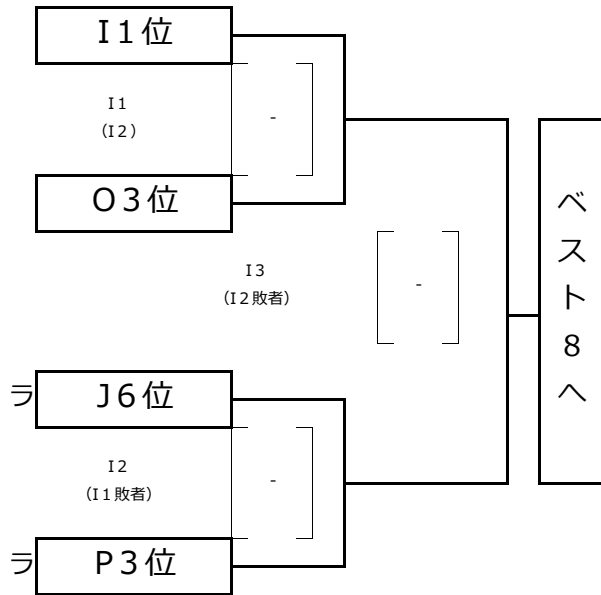 I1位
I1
(I2)
-
O3位
I3
(I2敗者)
-
ベスト8へ
ラ
J6位
I2
(I1敗者)
-
ラ
P3位